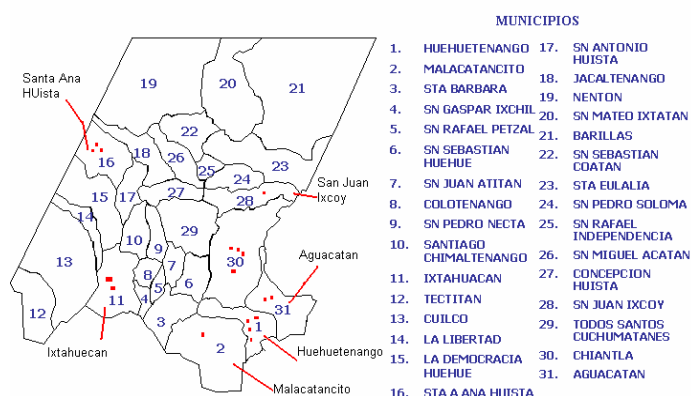 MUNICIPIOS
1. HUEHUETENANGO
2. MALACATANCITO
3. STA BARBARA
4. SN GASPAR IXCHIL
5. SN RAFAEL PETZAL
6. SN SEBASTIAN
HUEHUE
7. SN JUAN ATITAN
8. COLOTENANGO
9. SN PEDRO NECTA
10. SANTIAGO
CHIMALTENANGO
11. IXTAHUACAN
12. TECTITAN
13. CUILCO
14. LA LIBERTAD
15. LA DEMOCRACIA
HUEHUE
16. STA A ANA HUISTA
17. SN ANTONIO
HUISTA
18. JACALTENANGO
19. NENTON
20. SN MATEO IXTATAN
21. BARILLAS
22. SN SEBASTIAN
COATAN
23. STA EULALIA
24. SN PEDRO SOLOMA
25. SN RAFAEL
INDEPENDENCIA
26. SN MIGUEL ACATAN
27. CONCEPCION
HUISTA
28. SN JUAN IXCOY
29. TODOS SANTOS
CUCHUMATANES
30. CHIANTLA
31. AGUACATAN
Santa Ana
HUista
San Juan
Ixcoy
Aguacatan
Ixtahuecan
Huehuetenango
Malacatancito
19
20
21
22
16
18
26
25
24
23
15
17
27
28
14
10
9
29
13
8
7
30
5
6
11
4
31
12
3
2
1